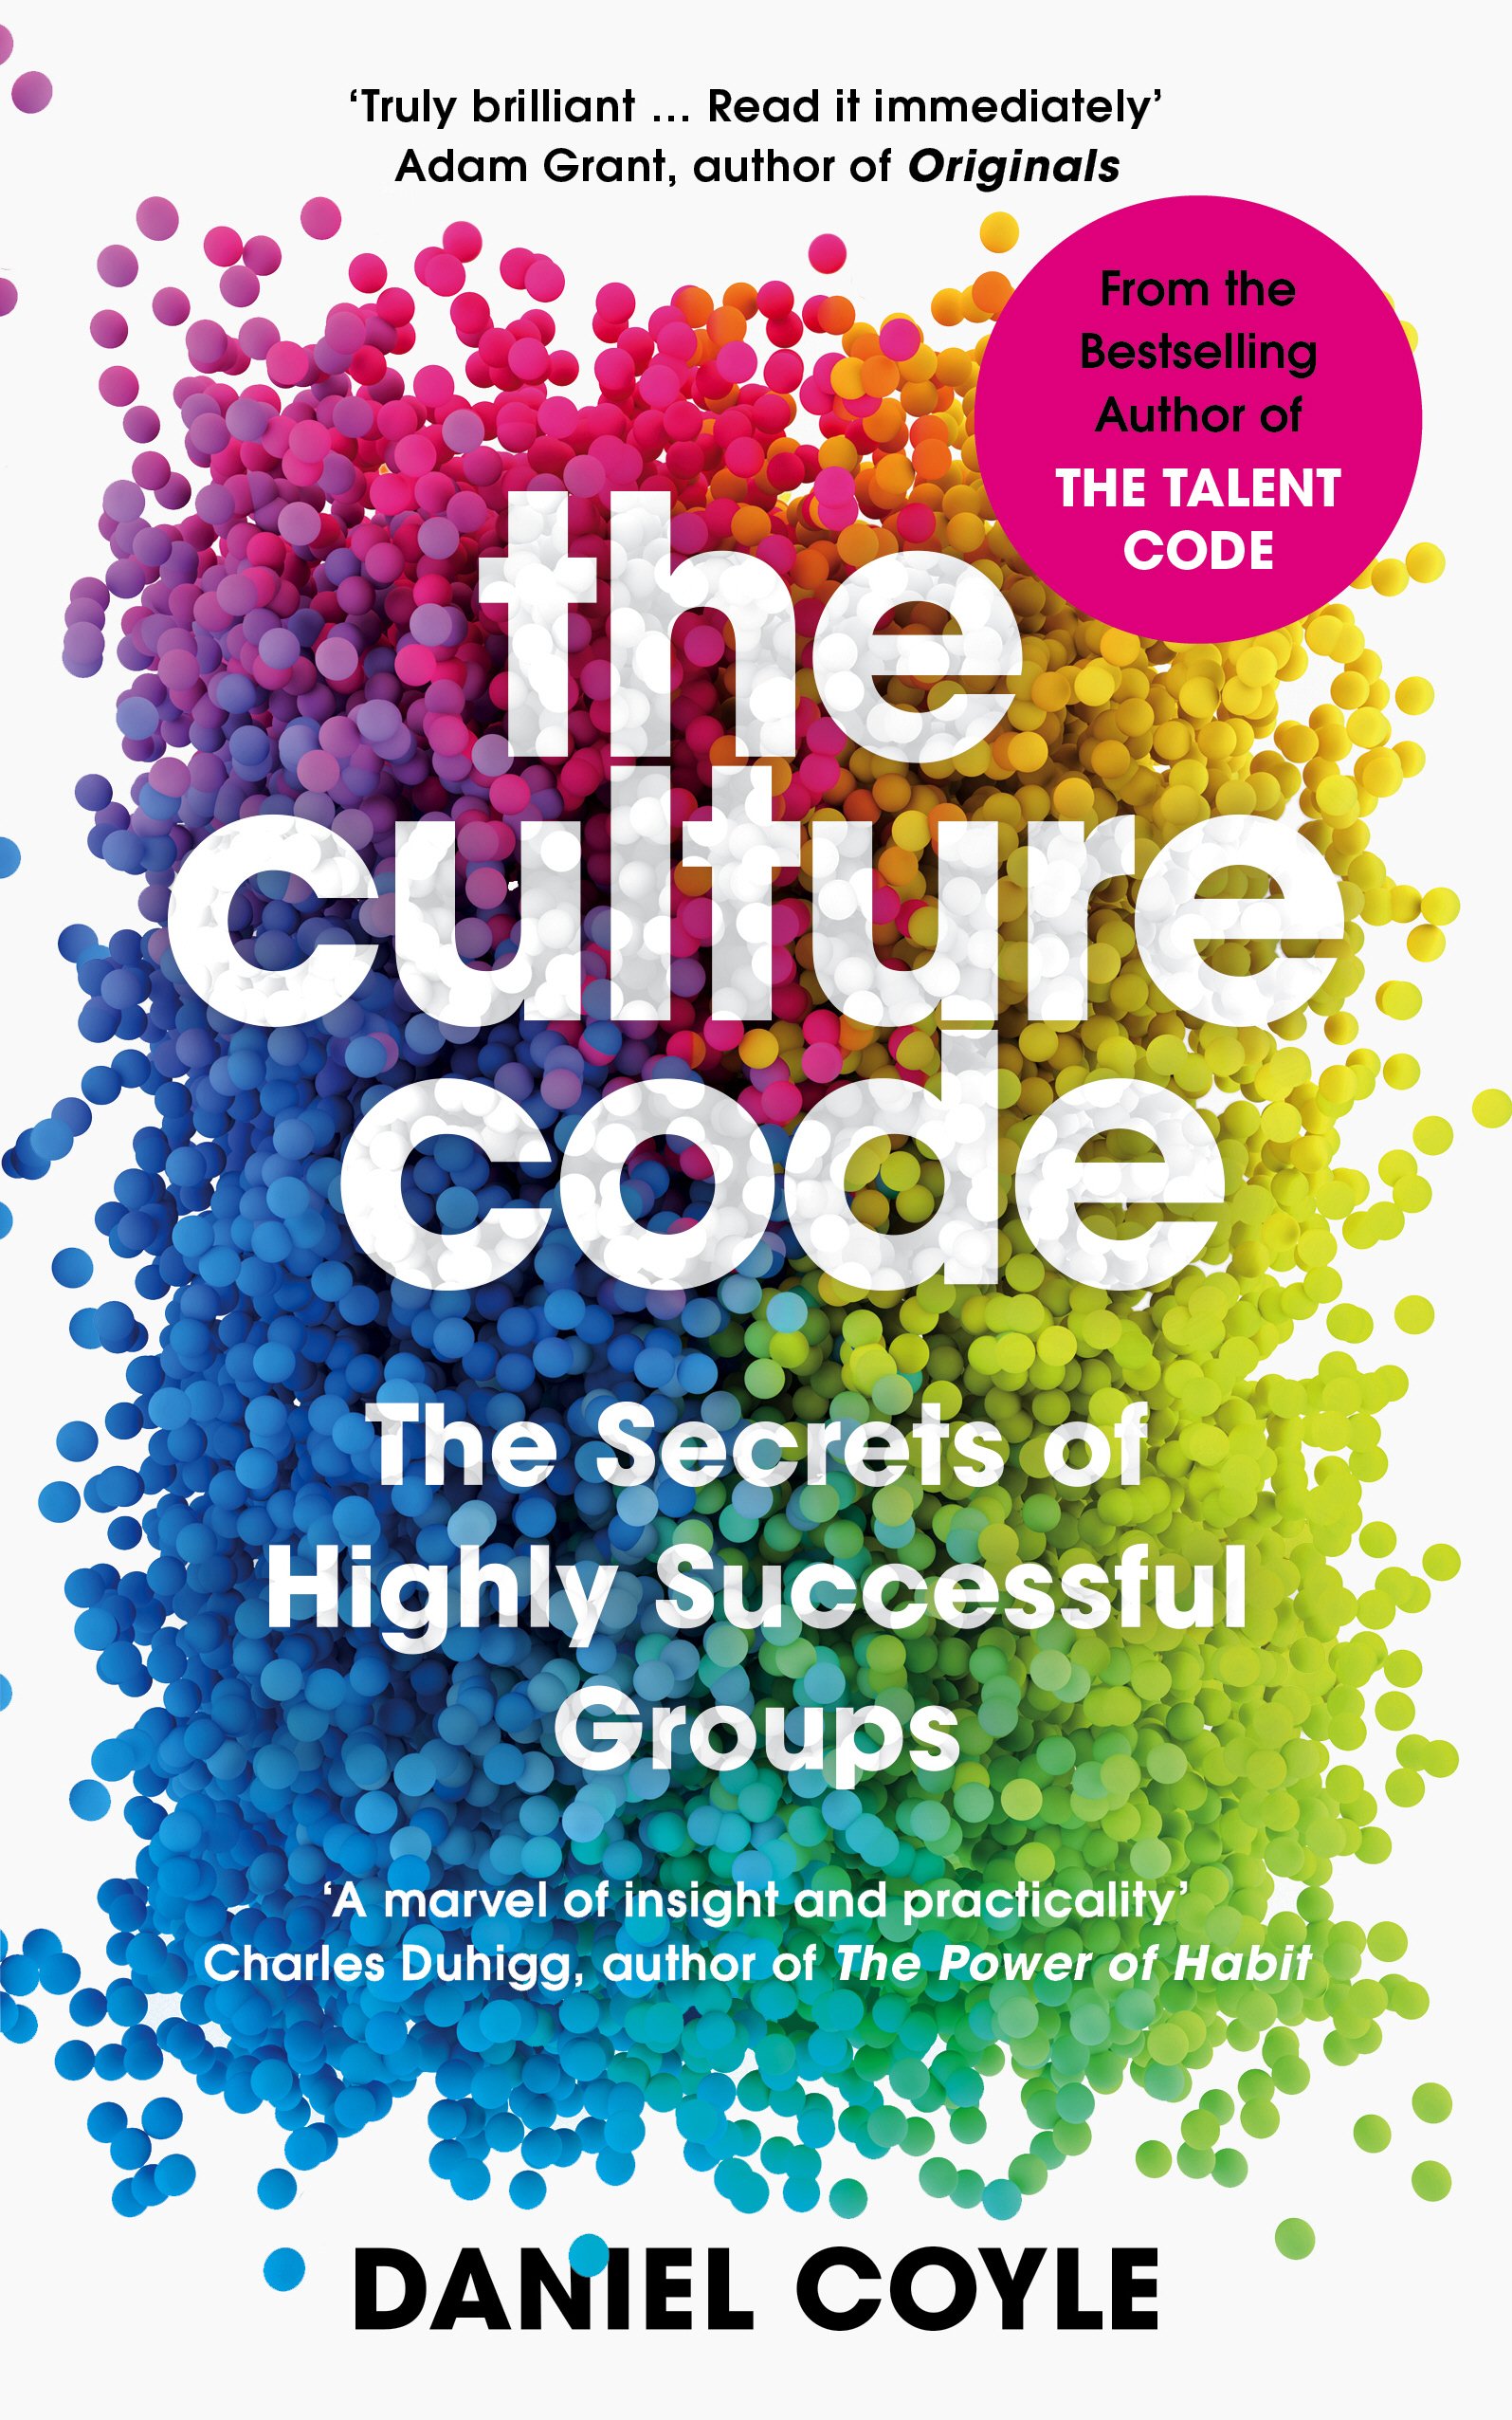 ‘Truly brilliant ... Read it immediately’
Adam Grant, author of Originals
From the
Bestselling
Author of
THE TALENT
CODE
the
culture
code
The Secrets of
Highly Successful
Groups
‘A marvel of insight and practicality’
Charles Duhigg, author of The Power of Habit
DANIEL COYLE